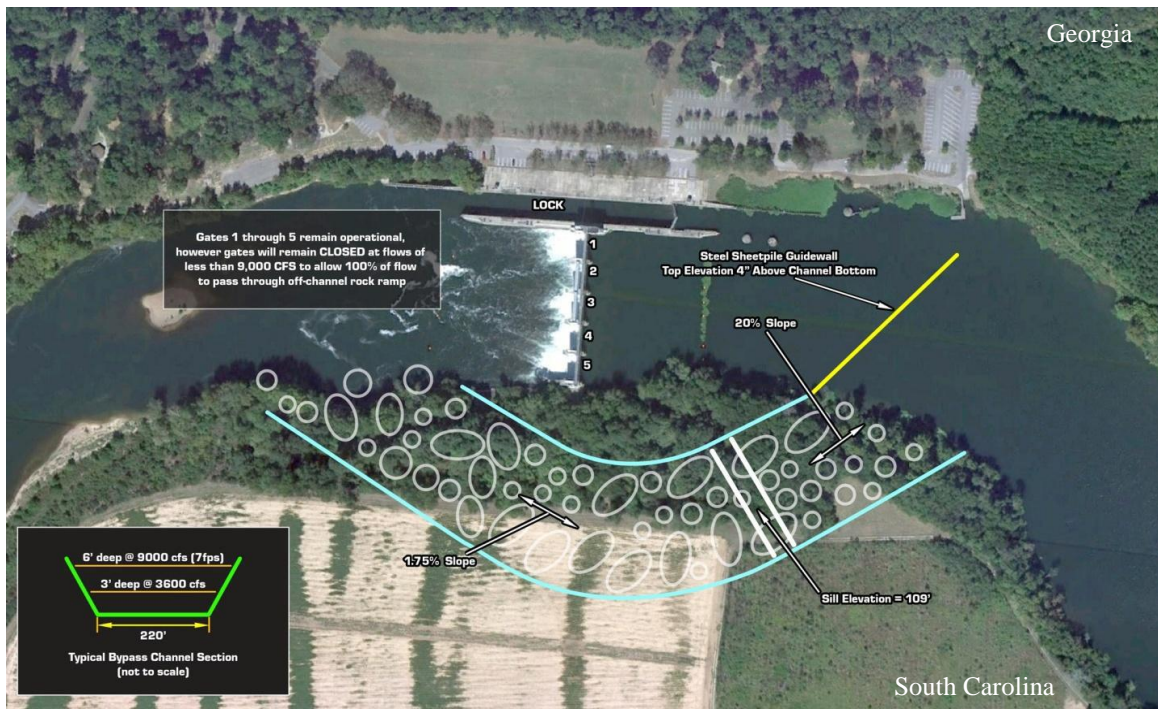 Georgia
LOCK
Gates 1 through 5 remain operational,
however gates will remain CLOSED at flows of
less than 9,000 CFS to allow 100% of flow
to pass through off-channel rock ramp
1
2
3
4
5
Steel Sheetpile Guidewall
Top Elevation 4" Above Channel Bottom
20% Slope
1.75% Slope
Sill Elevation = 109'
6' deep @ 9000 cfs (7fps)
3' deep @ 3600 cfs
220'
Typical Bypass Channel Section
(not to scale)
South Carolina